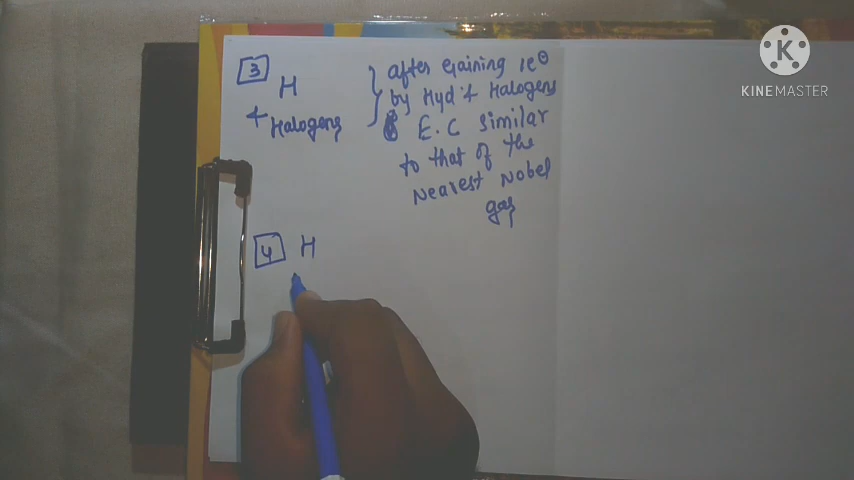 3 H
+ Halogens
After Gaining 1e⊖
by Hyd + Halogens
E.C similar
to that of the
Nearest Nobel
gas
4 H
K
KINEMASTER